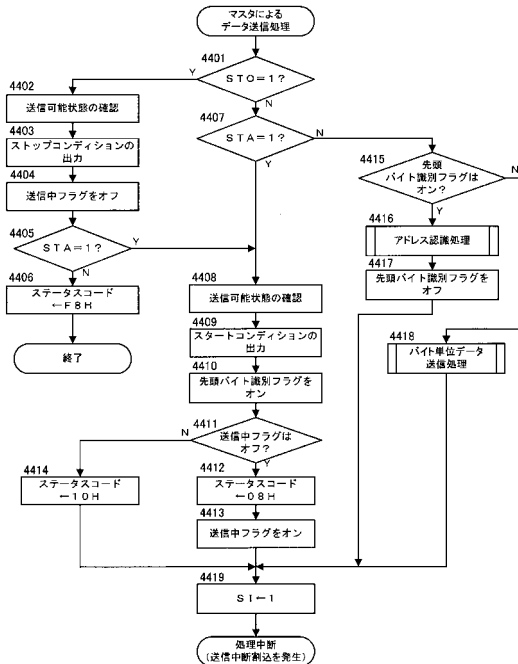 マスタによる
データ送信処理
4401
STO=1?
Y
N
4402
送信可能状態の確認
4403
ストップコンディションの
出力
4404
送信中フラグをオフ
4405
STA=1?
Y
N
4406
ステータスコード
←F8H
終了
4407
STA=1?
N
Y
4408
送信可能状態の確認
4409
スタートコンディションの
出力
4410
先頭バイト識別フラグを
オン
4411
送信中フラグは
オフ?
N
Y
4412
ステータスコード
←08H
4413
送信中フラグをオン
4414
ステータスコード
←10H
4415
先頭
バイト識別フラグは
オン?
N
Y
4416
アドレス認識処理
4417
先頭バイト識別フラグを
オフ
4418
バイト単位データ
送信処理
4419
SI←1
処理中断
(送信中断割込を発生)